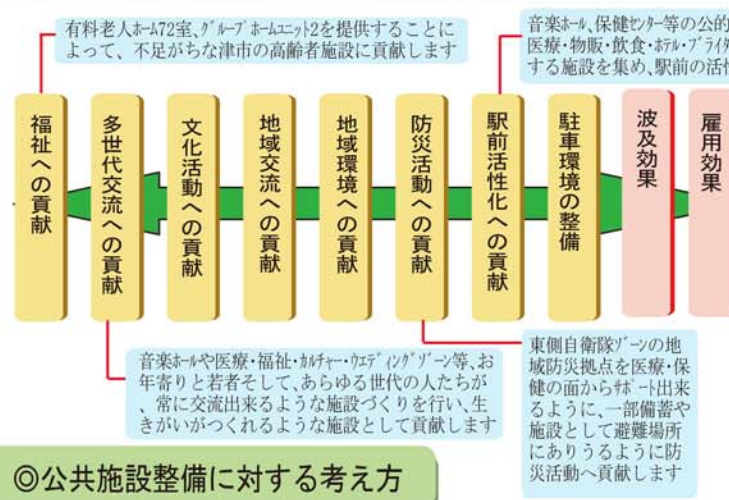 有料老人ホーム72室、グループホームユニット2を提供することに
よって、不足がちな津市の高齢者施設に貢献します
音楽ホール、保健センター等の公的
医療・物販・飲食・ホテル・ブライダ
する施設を集め、駅前の活性
福祉への貢献
多世代交流への貢献
文化活動への貢献
地域交流への貢献
地域環境への貢献
防災活動への貢献
駅前活性化への貢献
駐車環境の整備
波及効果
雇用効果
音楽ホールや医療・福祉・カルチャー・ウエディングゾーン等、お
年寄りと若者そして、あらゆる世代の人たちが
、常に交流出来るような施設づくりを行い、生
きがいがつくれるような施設として貢献します
東側自衛隊ゾーンの地
域防災拠点を医療・保
健の面からサポート出来
るように、一部備蓄や
施設として避難場所
にありうるように防
災活動へ貢献します
◎公共施設整備に対する考え方